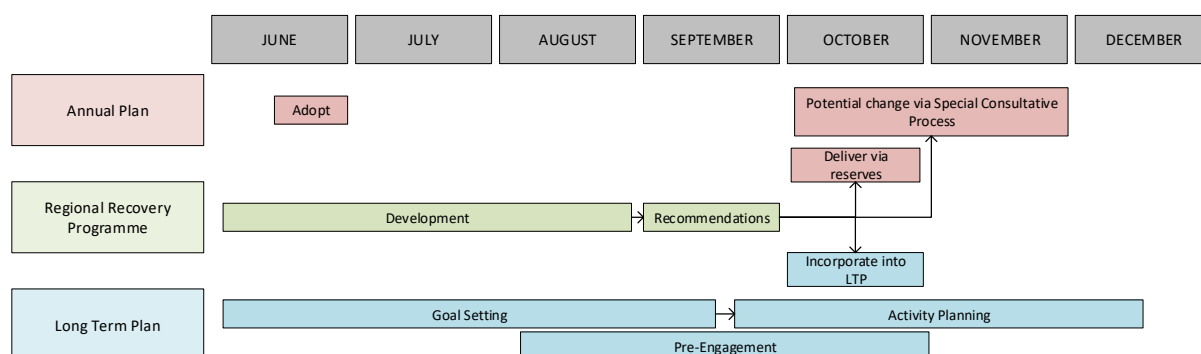 JUNE
JULY
AUGUST
SEPTEMBER
OCTOBER
NOVEMBER
DECEMBER
Annual Plan
Adopt
Potential change via Special Consultative
Process
Deliver via
reserves
Regional Recovery
Programme
Development
Recommendations
Incorporate into
LTP
Long Term Plan
Goal Setting
Activity Planning
Pre-Engagement